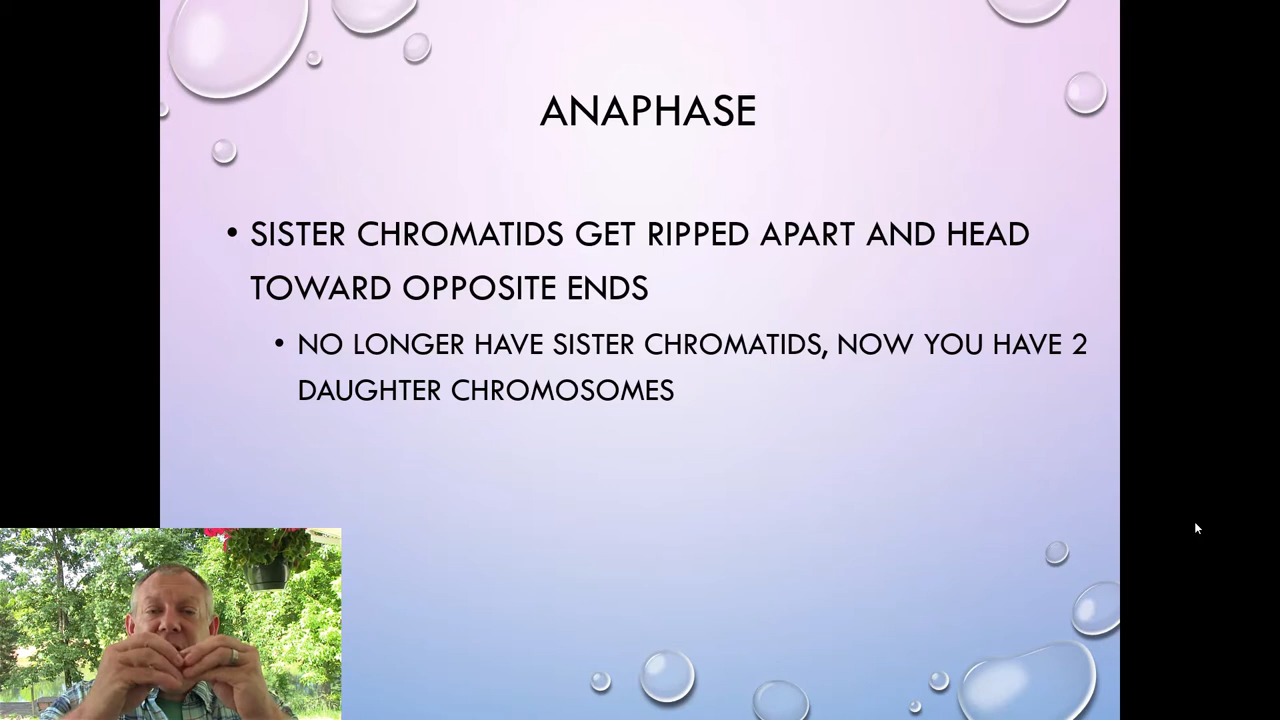 ANAPHASE
• SISTER CHROMATIDS GET RIPPED APART AND HEAD
TOWARD OPPOSITE ENDS
• NO LONGER HAVE SISTER CHROMATIDS, NOW YOU HAVE 2
DAUGHTER CHROMOSOMES